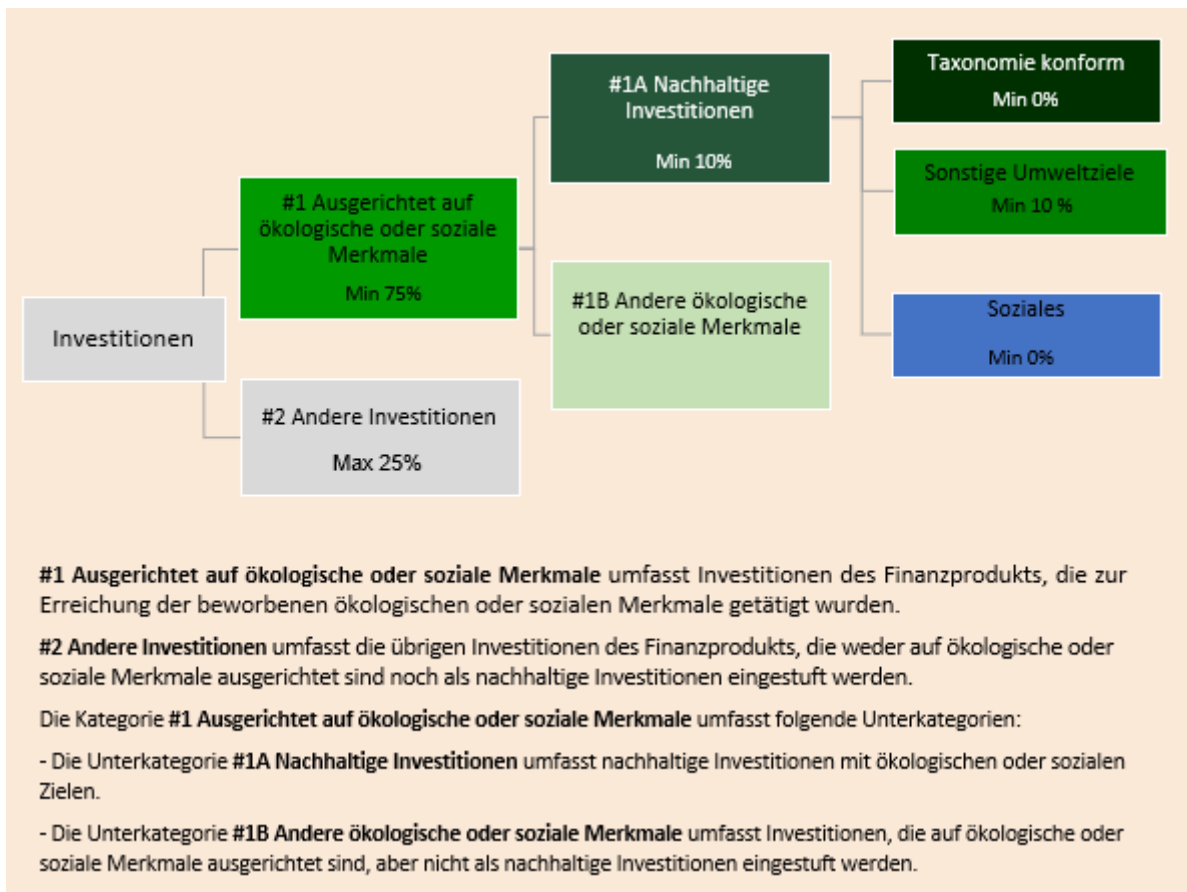 Investitionen
#1 Ausgerichtet auf
ökologische oder soziale
Merkmale
Min 75%
#2 Andere Investitionen
Max 25%
#1A Nachhaltige
Investitionen
Min 10%
#1B Andere ökologische
oder soziale Merkmale
Taxonomie konform
Min 0%
Sonstige Umweltziele
Min 10 %
Soziales
Min 0%
#1 Ausgerichtet auf ökologische oder soziale Merkmale umfasst Investitionen des Finanzprodukts, die zur
Erreichung der beworbenen ökologischen oder sozialen Merkmale getätigt wurden.
#2 Andere Investitionen umfasst die übrigen Investitionen des Finanzprodukts, die weder auf ökologische oder
soziale Merkmale ausgerichtet sind noch als nachhaltige Investitionen eingestuft werden.
Die Kategorie #1 Ausgerichtet auf ökologische oder soziale Merkmale umfasst folgende Unterkategorien:
- Die Unterkategorie #1A Nachhaltige Investitionen umfasst nachhaltige Investitionen mit ökologischen oder sozialen
Zielen.
- Die Unterkategorie #1B Andere ökologische oder soziale Merkmale umfasst Investitionen, die auf ökologische oder
soziale Merkmale ausgerichtet sind, aber nicht als nachhaltige Investitionen eingestuft werden.